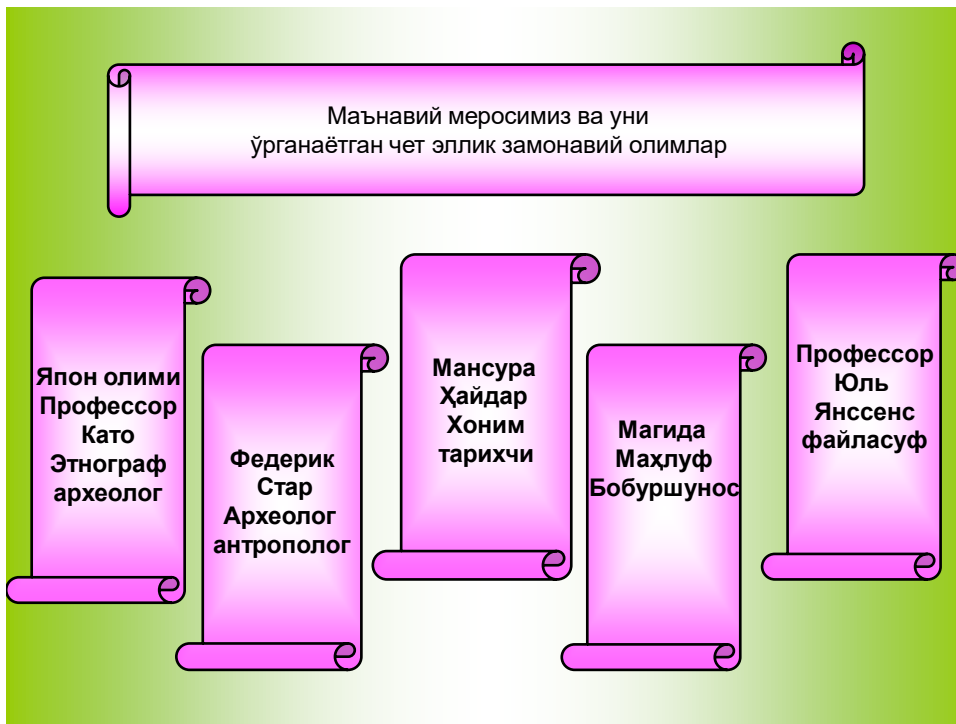 Маънавий меросимиз ва уни
ўрганаётган чет эллик замонавий олимлар
Япон олими
Профессор
Като
Этнограф
археолог
Федерик
Стар
Археолог
антрополог
Мансура
Ҳайдар
Хоним
тарихчи
Магида
Маҳлуф
Бобуршунос
Профессор
Юль
Янссенс
файласуф